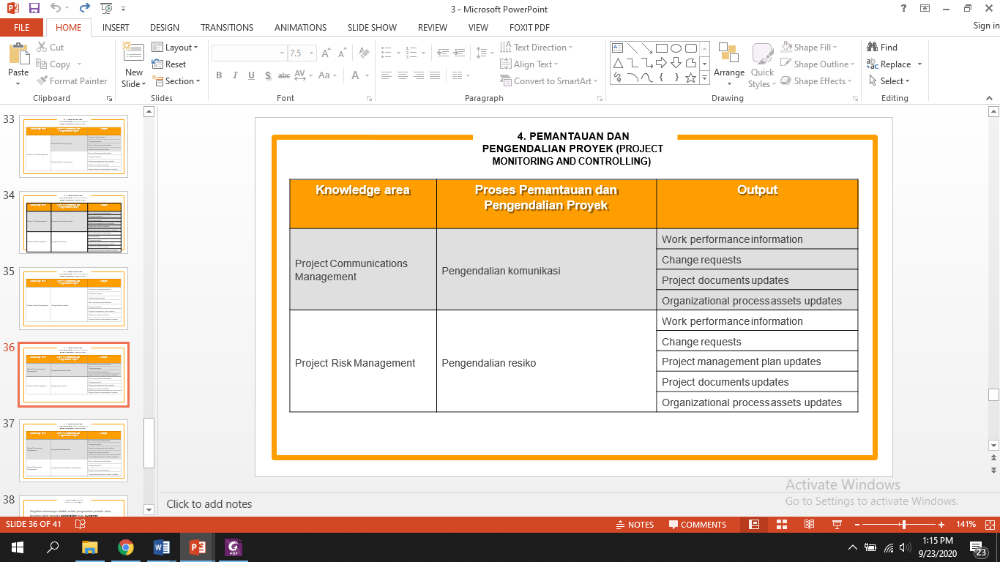 3 - Microsoft PowerPoint
?
Sign in
FILE HOME INSERT DESIGN TRANSITIONS ANIMATIONS SLIDE SHOW REVIEW VIEW FOXIT PDF
Paste
Cut
Copy
Format Painter
Clipboard
New
Slide
Layout
Reset
Section
Slides
7.5
B I U S abc AV Aa A
Font
Text Direction
Align Text
Convert to SmartArt
Paragraph
Arrange
Quick
Styles
Shape Fill
Shape Outline
Shape Effects
Drawing
Find
Replace
Select
Editing
33
34
35
36
37
38
4. PEMANTAUAN DAN
PENGENDALIAN PROYEK (PROJECT
MONITORING AND CONTROLLING)
Knowledge area
Proses Pemantauan dan
Pengendalian Proyek
Output
Project Communications
Management
Pengendalian komunikasi
Work performance information
Change requests
Project documents updates
Organizational process assets updates
Project Risk Management
Pengendalian resiko
Work performance information
Change requests
Project management plan updates
Project documents updates
Organizational process assets updates
Activate Windows
Go to Settings to activate Windows.
Click to add notes
SLIDE 36 OF 41
NOTES
COMMENTS
141%
1:15 PM
9/23/2020
23